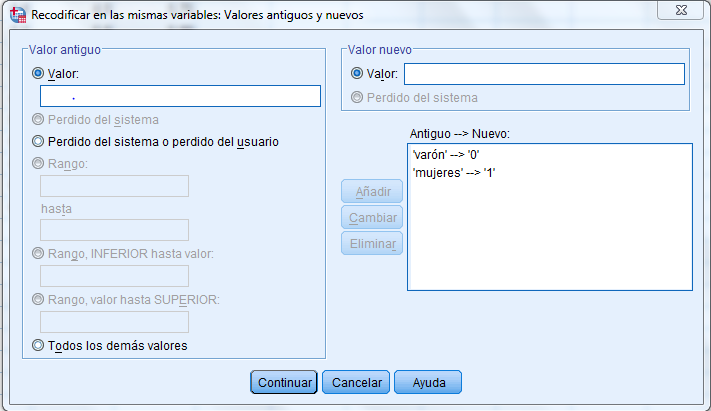 Recodificar en las mismas variables: Valores antiguos y nuevos
Valor antiguo
Valor:
.
Perdido del sistema
Perdido del sistema o perdido del usuario
Rango:
hasta
Rango, INFERIOR hasta valor:
Rango, valor hasta SUPERIOR:
Todos los demás valores
Valor nuevo
Valor:
Perdido del sistema
Antiguo --> Nuevo:
'varón' --> '0'
'mujeres' --> '1'
Añadir
Cambiar
Eliminar
Continuar
Cancelar
Ayuda